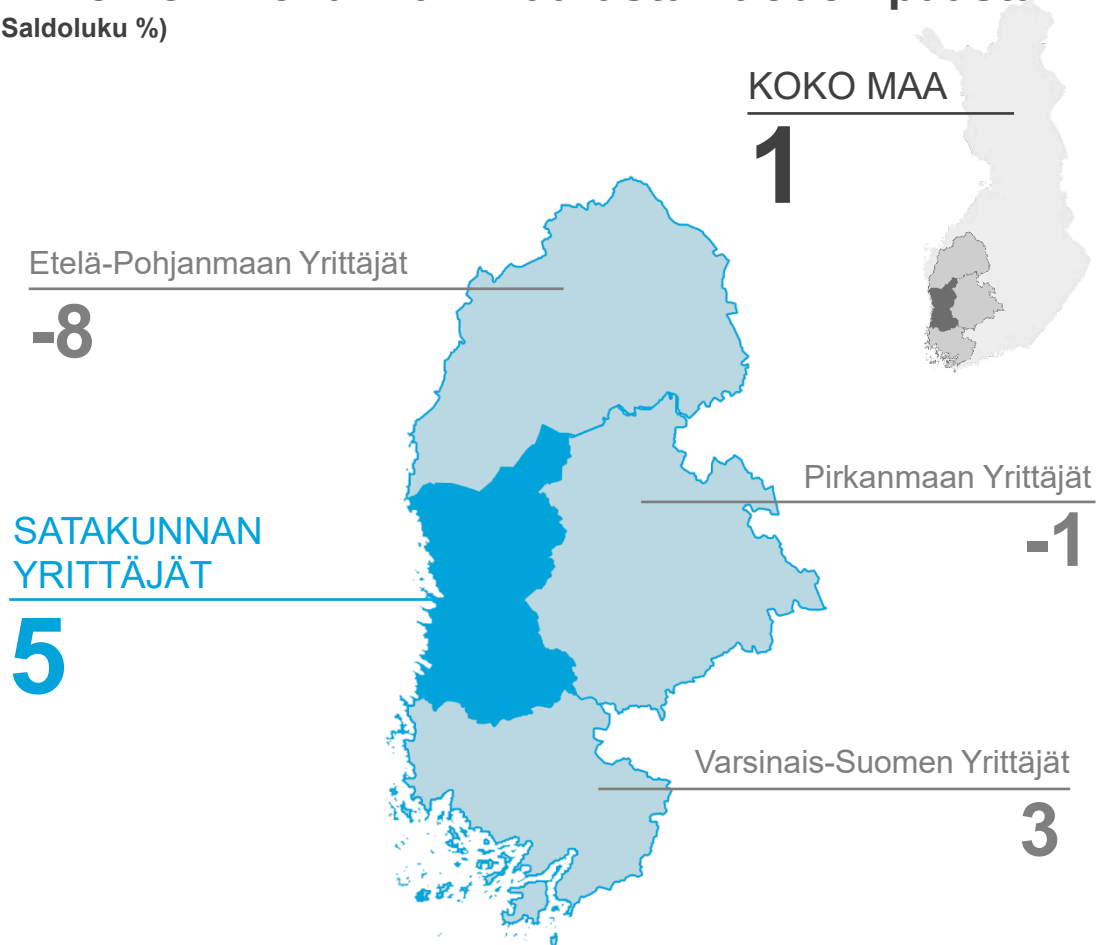 Saldoluku %)
KOKO MAA
1
Etelä-Pohjanmaan Yrittäjät
-8
Pirkanmaan Yrittäjät
-1
SATAKUNNAN
YRITTÄJÄT
5
Varsinais-Suomen Yrittäjät
3